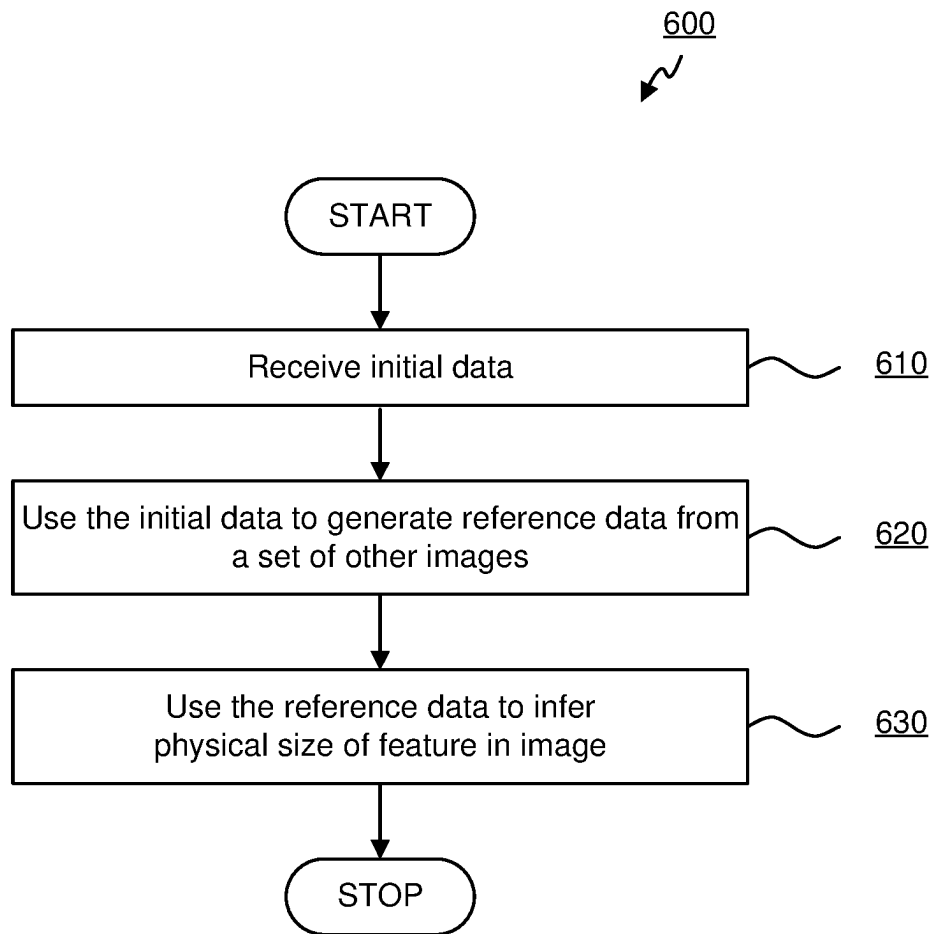 600
START
Receive initial data
610
Use the initial data to generate reference data from
a set of other images
620
Use the reference data to infer
physical size of feature in image
630
STOP